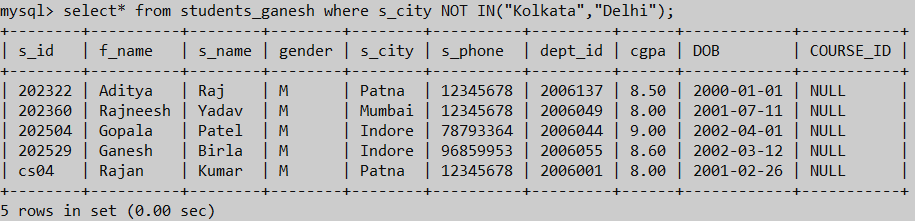 mysql> select* from students_ganesh where s_city NOT IN("Kolkata","Delhi");
+--------+----------+--------+--------+--------+----------+---------+------+------------+-----------+
| s_id   | f_name   | s_name | gender | s_city | s_phone  | dept_id | cgpa | DOB        | COURSE_ID |
+--------+----------+--------+--------+--------+----------+---------+------+------------+-----------+
| 202322 | Aditya   | Raj    | M      | Patna  | 12345678 | 2006137 | 8.50 | 2000-01-01 | NULL      |
| 202360 | Rajneesh | Yadav  | M      | Mumbai | 12345678 | 2006049 | 8.00 | 2001-07-11 | NULL      |
| 202504 | Gopala   | Patel  | M      | Indore | 78793364 | 2006044 | 9.00 | 2002-04-01 | NULL      |
| 202529 | Ganesh   | Birla  | M      | Indore | 96859953 | 2006055 | 8.60 | 2002-03-12 | NULL      |
| cs04   | Rajan    | Kumar  | M      | Patna  | 12345678 | 2006001 | 8.00 | 2001-02-26 | NULL      |
+--------+----------+--------+--------+--------+----------+---------+------+------------+-----------+
5 rows in set (0.00 sec)